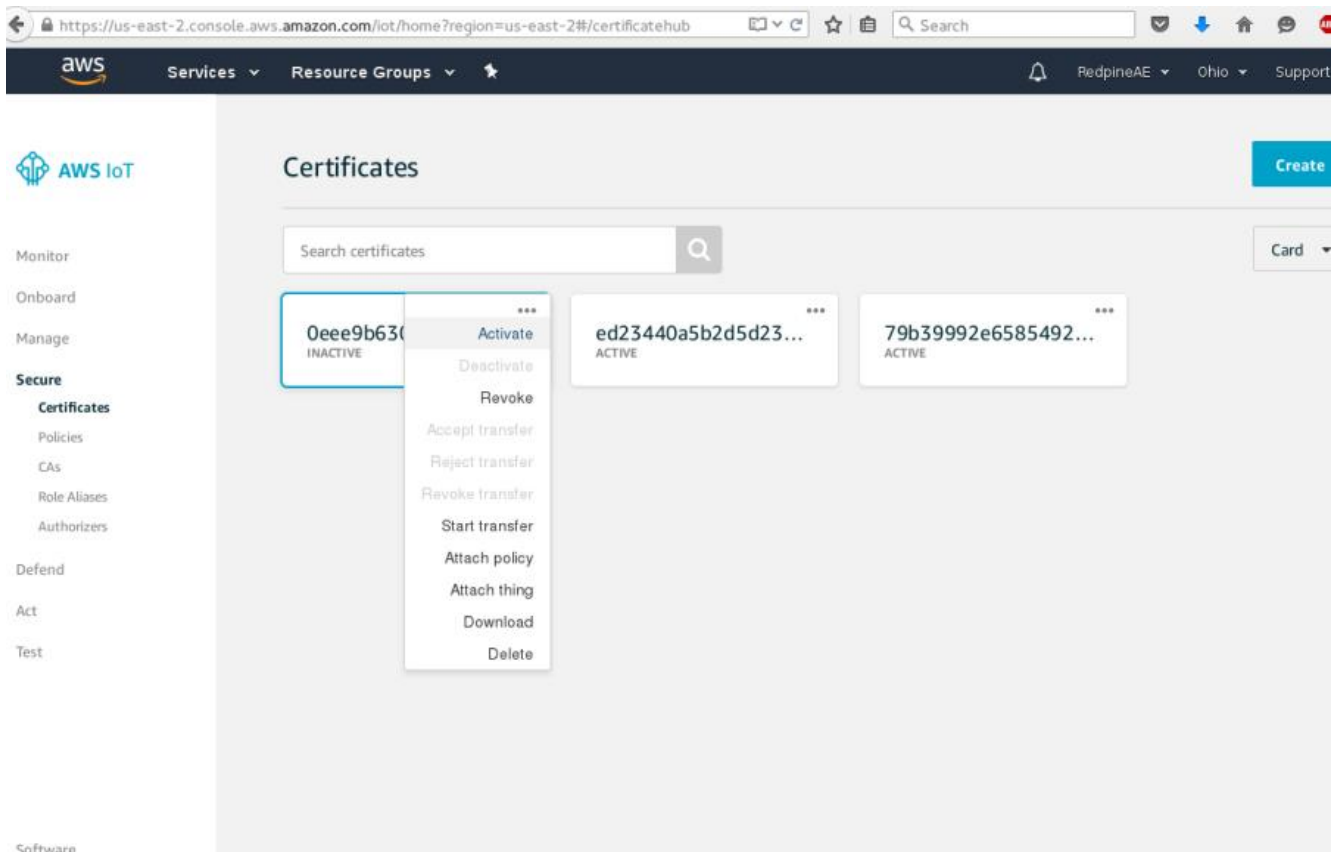 https://us-east-2.console.aws.amazon.com/iot/home?region=us-east-2#/certificatehub Search
aws Services Resource Groups RedpineAE Ohio Support
AWS IoT
Certificates
Create
Monitor
Search certificates
Card
Onboard
Manage
Secure
Certificates
Policies
CAs
Role Aliases
Authorizers
Defend
Act
Test
Software
0eee9b630
INACTIVE
Activate
Deactivate
Revoke
Accept transfer
Reject transfer
Revoke transfer
Start transfer
Attach policy
Attach thing
Download
Delete
ed23440a5b2d5d23...
ACTIVE
79b39992e6585492...
ACTIVE